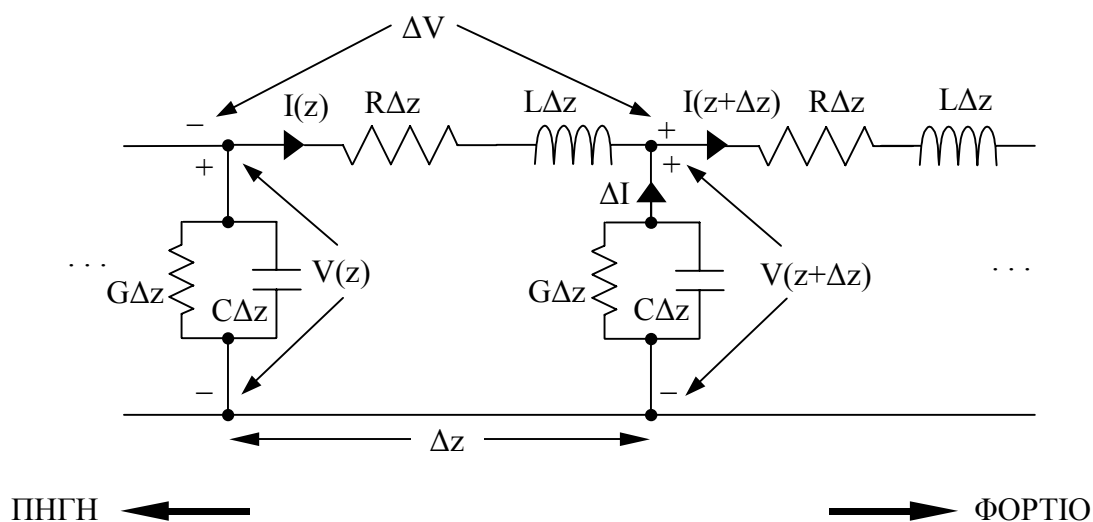 ΔV
I(z) RΔz LΔz I(z+Δz) RΔz LΔz
− +
+ +
ΔI
. . . GΔz CΔz V(z) GΔz CΔz V(z+Δz) . . .
− −
Δz
ΠΗΓΗ ΦΟΡΤΙΟ